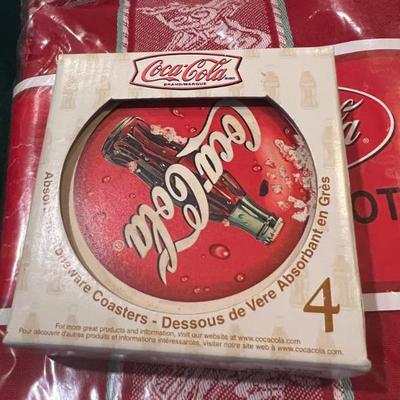 Coca-Cola
BRAND/MARQUE
Coca-Cola
Stoneware Coasters - Dessous de Vere Absorbant en Grès
4
For more great products and information, visit our website at www.cocacola.com
Pour découvrir d'autres produits et informations intéressantes, visiter notre site web à www.cocacola.com.
Cola
OT